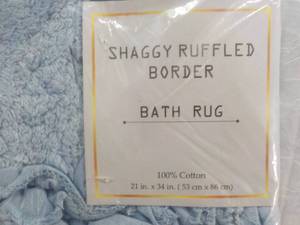 SHAGGY RUFFLED
BORDER
BATH RUG
100% Cotton
21 in. x 34 in. ( 53 cm x 86 cm)